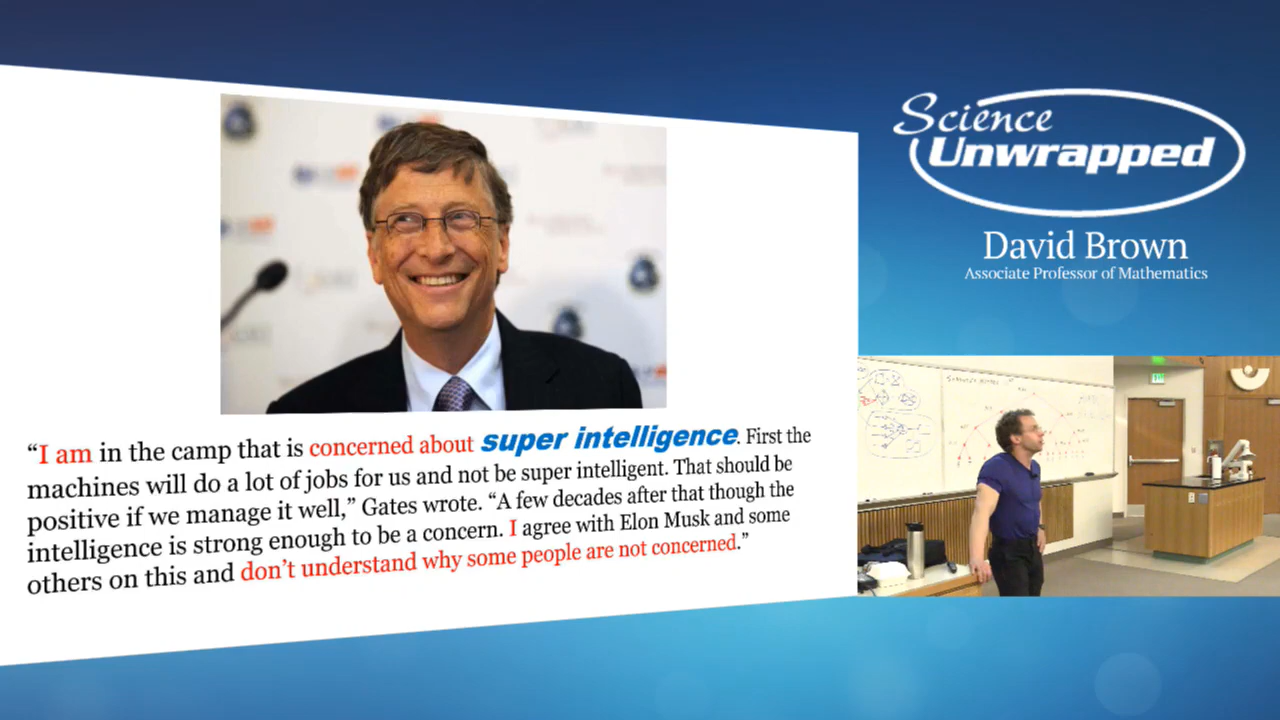 Science
Unwrapped
David Brown
Associate Professor of Mathematics
“I am in the camp that is concerned about super intelligence. First the
machines will do a lot of jobs for us and not be super intelligent. That should be
positive if we manage it well,” Gates wrote. “A few decades after that though the
intelligence is strong enough to be a concern. I agree with Elon Musk and some
others on this and don’t understand why some people are not concerned.”